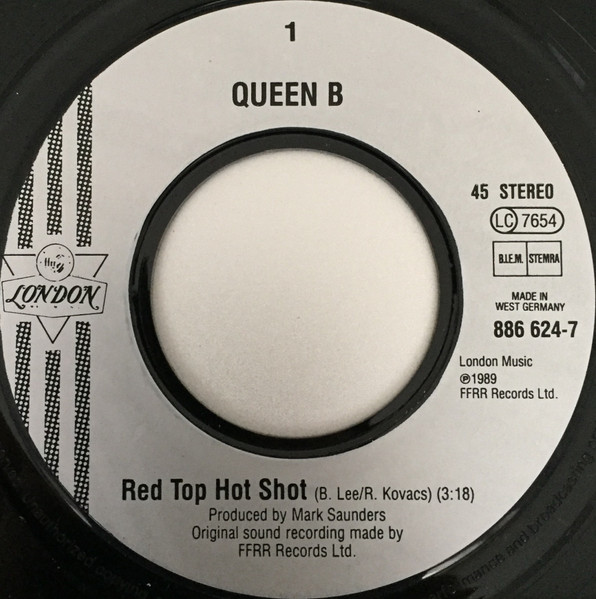 1
QUEEN B
45 STEREO
LC 7654
B.I.E.M. STEMRA
ffrr
LONDON
MADE IN
WEST GERMANY
886 624-7
London Music
℗1989
FFRR Records Ltd.
Red Top Hot Shot (B. Lee/R. Kovacs) (3:18)
Produced by Mark Saunders
Original sound recording made by
FFRR Records Ltd.